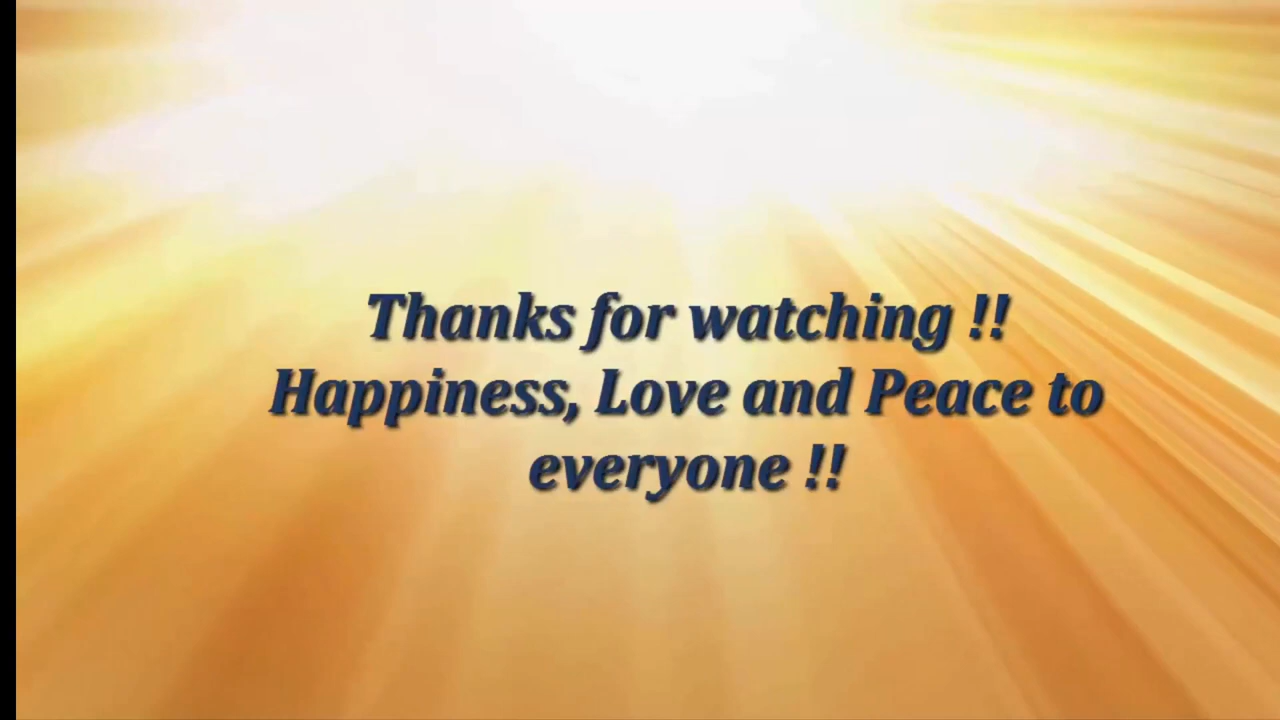 Thanks for watching !!
Happiness, Love and Peace to
everyone !!